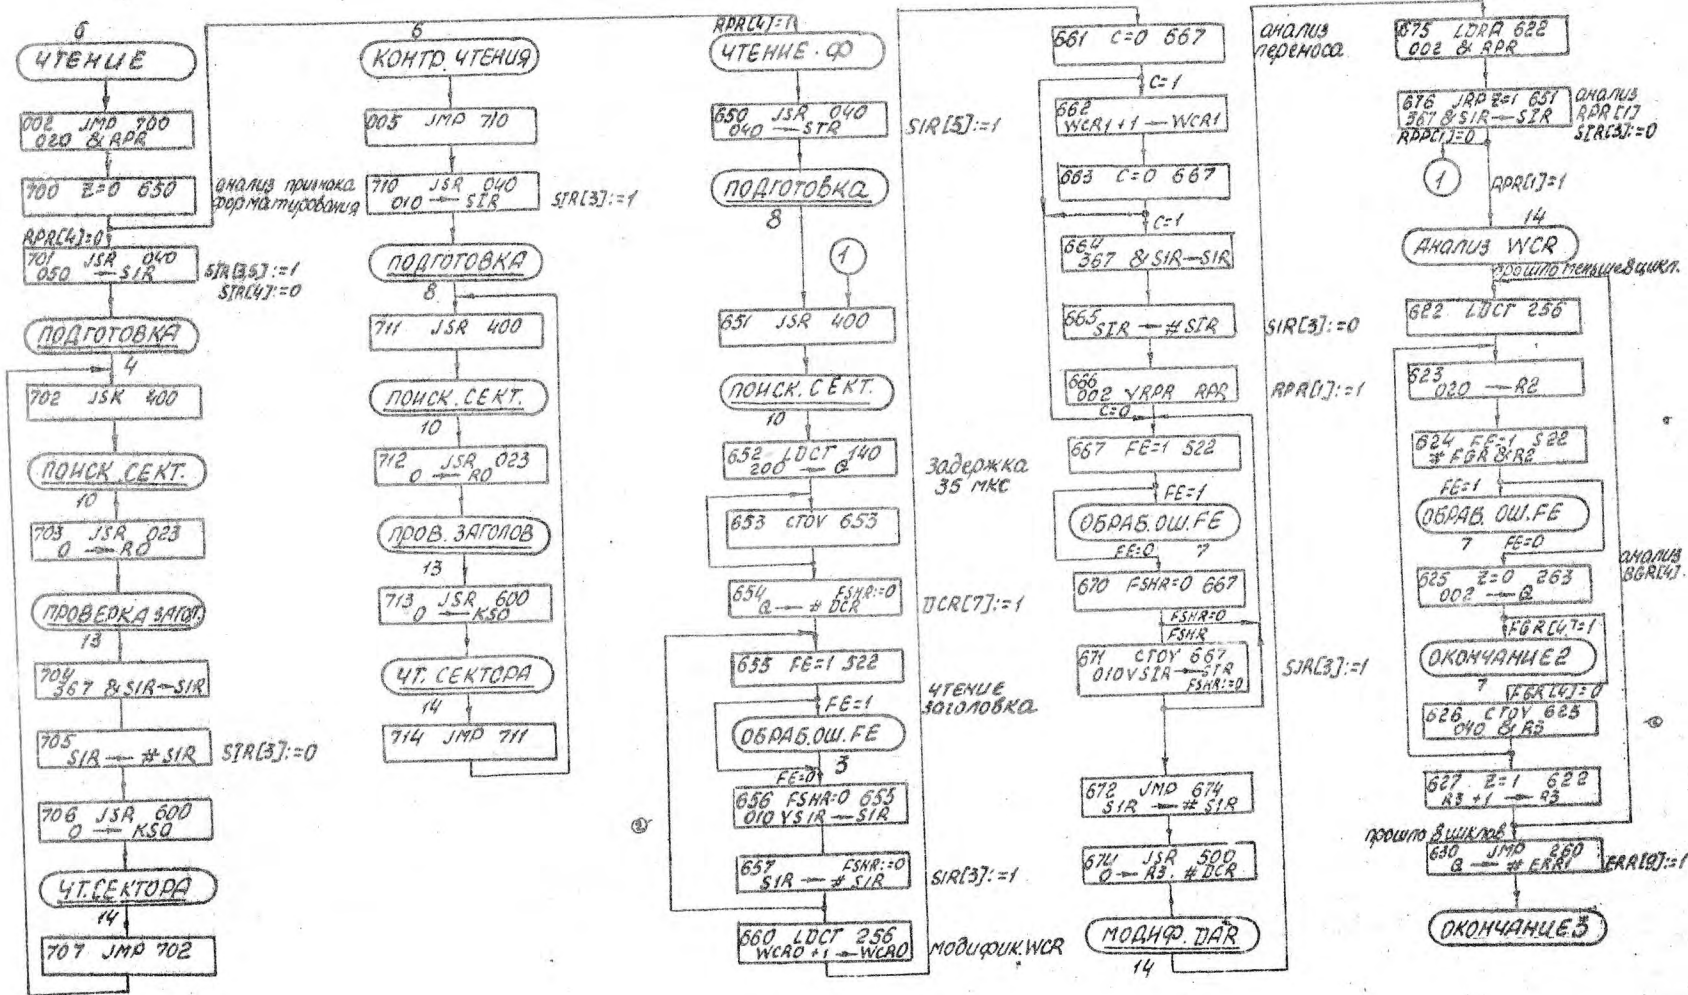 6
ЧТЕНИЕ
002 JMP 700
020 & RPR
700 Z=0 650
анализ признака
форматирования
RPR[4]=0
701 JSR 040
050 → SIR
SIR[3,5]:=1
SIR[4]:=0
ПОДГОТОВКА
4
702 JSR 400
ПОИСК СЕКТ.
10
703 JSR 023
0 → R0
ПРОВЕРКА ЗАГОЛ.
13
704
367 & SIR → SIR
705
SIR → # SIR
SIR[3]:=0
706 JSR 600
0 → KSO
ЧТ. СЕКТОРА
14
707 JMP 702
6
КОНТР. ЧТЕНИЯ
005 JMP 710
710 JSR 040
010 → SIR
SIR[3]:=1
ПОДГОТОВКА
8
711 JSR 400
ПОИСК. СЕКТ.
10
712 JSR 023
0 → R0
ПРОВ. ЗАГОЛОВ
13
713 JSR 600
0 → KSO
ЧТ. СЕКТОРА
14
714 JMP 711
RPR[4]=1
ЧТЕНИЕ·Ф
650 JSR 040
040 → SIR
SIR[5]:=1
ПОДГОТОВКА
8
1
651 JSR 400
ПОИСК. СЕКТ.
10
652 LDCT 140
200 → Q
Задержка
35 МКС
653 CTOV 653
654 FSHR:=0
Q → # DCR
DCR[7]:=1
655 FE=1 522
чтение
заголовка
FE=1
ОБРАБ. ОШ. FE
FE=0
3
656 FSHR=0 655
010 V SIR → SIR
657 FSHR:=0
SIR → # SIR
SIR[3]:=1
660 LDCT 256
WCR0 +1 → WCR0
модифик. WCR
661 C=0 667
анализ
переноса
C=1
662
WCR1+1 → WCR1
663 C=0 667
C=1
664
367 & SIR → SIR
665
SIR → # SIR
SIR[3]:=0
666
002 V RPR RPR
RPR[1]:=1
C=0
667 FE=1 522
FE=1
ОБРАБ. ОШ. FE
FE=0 7
670 FSHR=0 667
FSHR=0
FSHR
671 CTOV 667
010 V SIR → SIR
FSHR:=0
SIR[3]:=1
672 JMP 674
SIR → # SIR
674 JSR 500
0 → R3. # DCR
МОДИФ. DAR
14
675 LDRA 622
002 & RPR
676 JRP Z=1 651
367 & SIR → SIR
анализ
RPR[1]
SIR[3]:=0
RPR[1]=0
1
RPR[1]=1
14
АНАЛИЗ WCR
прошло меньше 8 цикл.
622 LDCT 256
623
020 → R2
624 FE=1 522
# FGR & R2
FE=1
ОБРАБ. ОШ. FE
7 FE=0
анализ
BGR[4].
625 Z=0 263
002 → Q
FGR[4]=1
ОКОНЧАНИЕ 2
7
FGR[4]=0
626 CTOV 623
040 & R3
627 Z=1 622
R3+1 → R3
прошло 8 циклов
630 JMP 260
Q → # ERR1
ERR[9]:=1
ОКОНЧАНИЕ 3